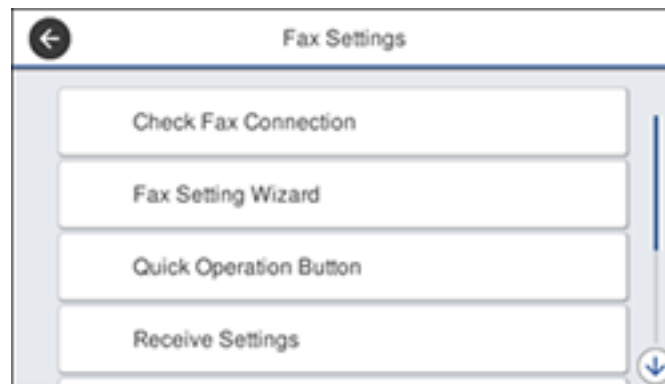 Fax Settings
Check Fax Connection
Fax Setting Wizard
Quick Operation Button
Receive Settings